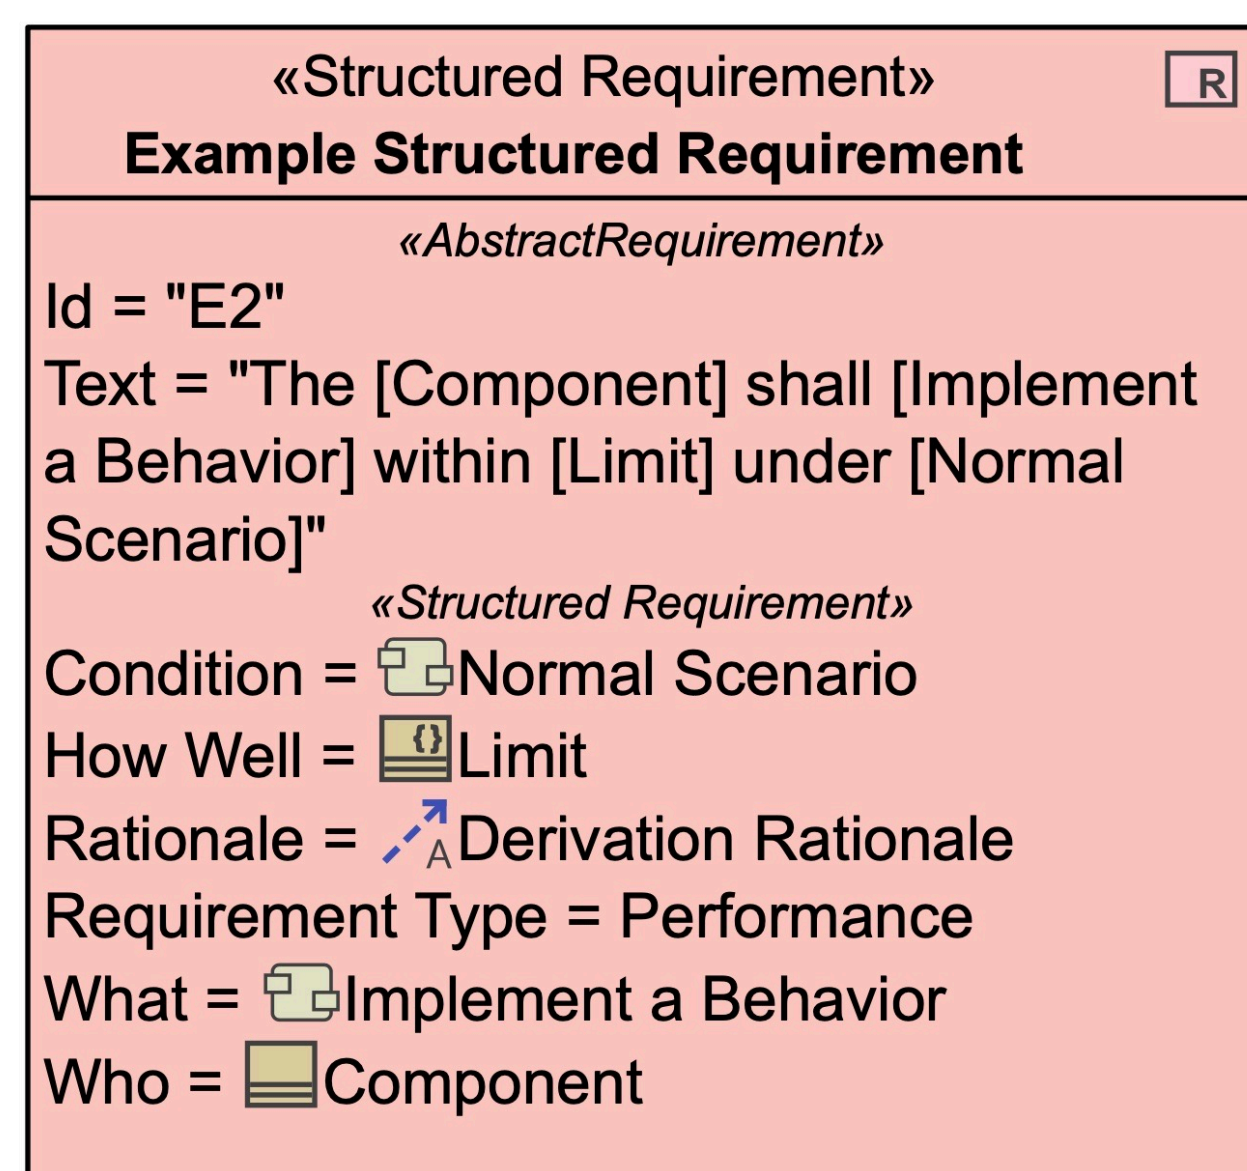 «Structured Requirement»
R
Example Structured Requirement
«AbstractRequirement»
Id = "E2"
Text = "The [Component] shall [Implement
a Behavior] within [Limit] under [Normal
Scenario]"
«Structured Requirement»
Condition = Normal Scenario
How Well = {} Limit
Rationale = A Derivation Rationale
Requirement Type = Performance
What = Implement a Behavior
Who = Component